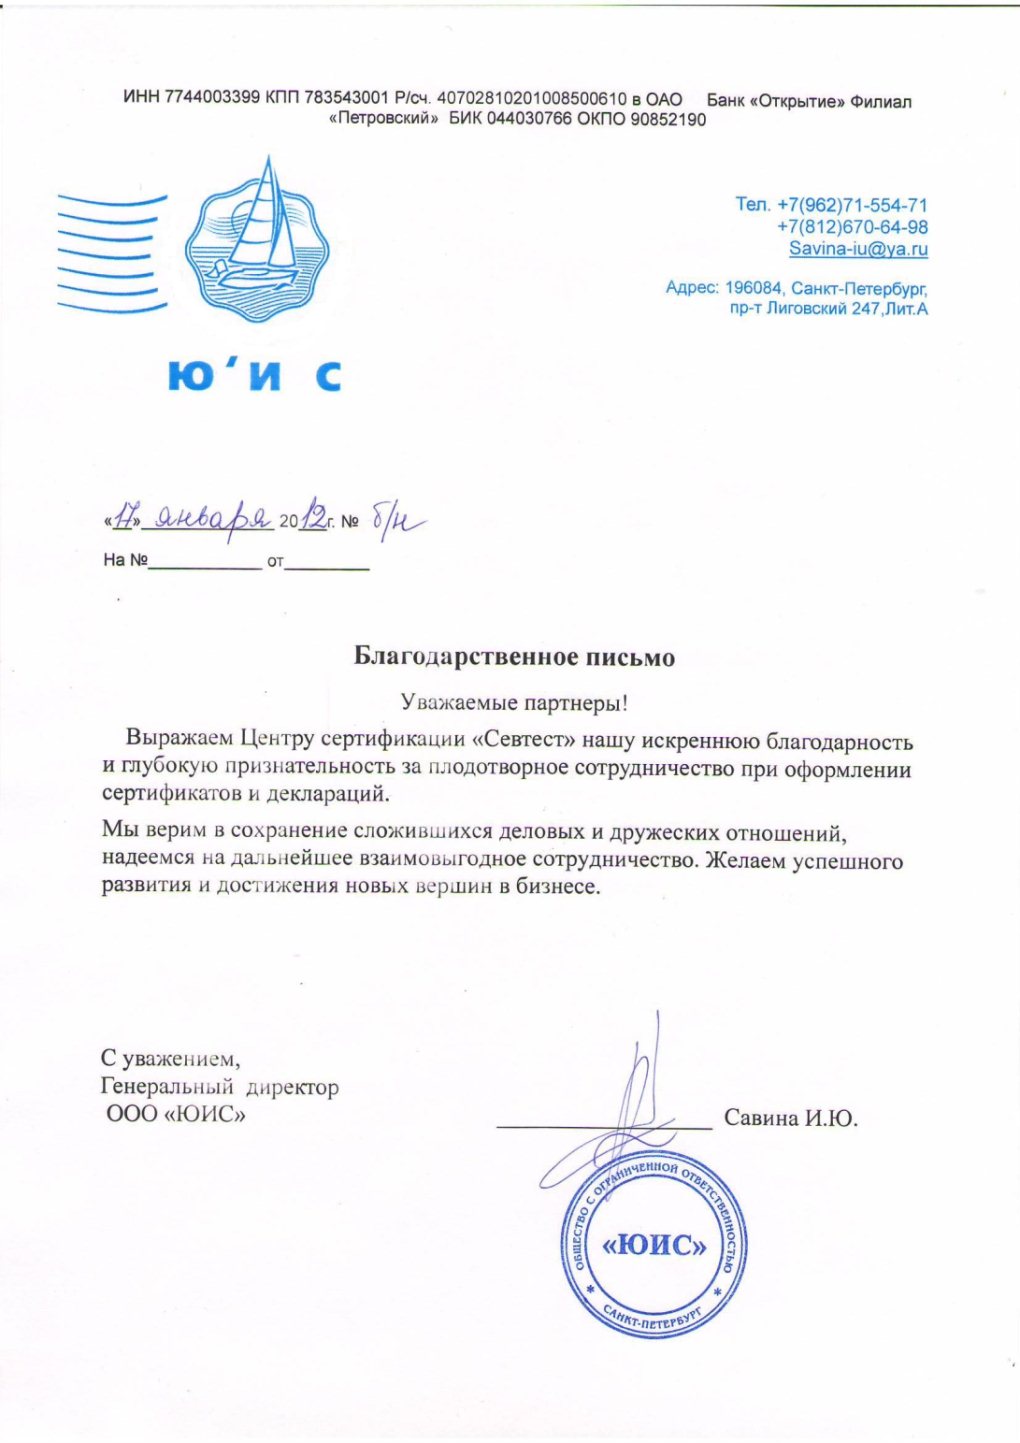 ИНН 7744003399 КПП 783543001 Р/сч. 40702810201008500610 в ОАО Банк «Открытие» Филиал
«Петровский» БИК 044030766 ОКПО 90852190
Тел. +7(962)71-554-71
+7(812)670-64-98
Savina-iu@ya.ru
Адрес: 196084, Санкт-Петербург,
пр-т Лиговский 247,Лит.А
Ю‘И С
«17» января 2012г. № б/н
На №____________ от_________
Благодарственное письмо
Уважаемые партнеры!
Выражаем Центру сертификации «Севтест» нашу искреннюю благодарность
и глубокую признательность за плодотворное сотрудничество при оформлении
сертификатов и деклараций.
Мы верим в сохранение сложившихся деловых и дружеских отношений,
надеемся на дальнейшее взаимовыгодное сотрудничество. Желаем успешного
развития и достижения новых вершин в бизнесе.
С уважением,
Генеральный директор
ООО «ЮИС»
Савина И.Ю.
ОБЩЕСТВО С ОГРАНИЧЕННОЙ ОТВЕТСТВЕННОСТЬЮ
«ЮИС»
* САНКТ-ПЕТЕРБУРГ *